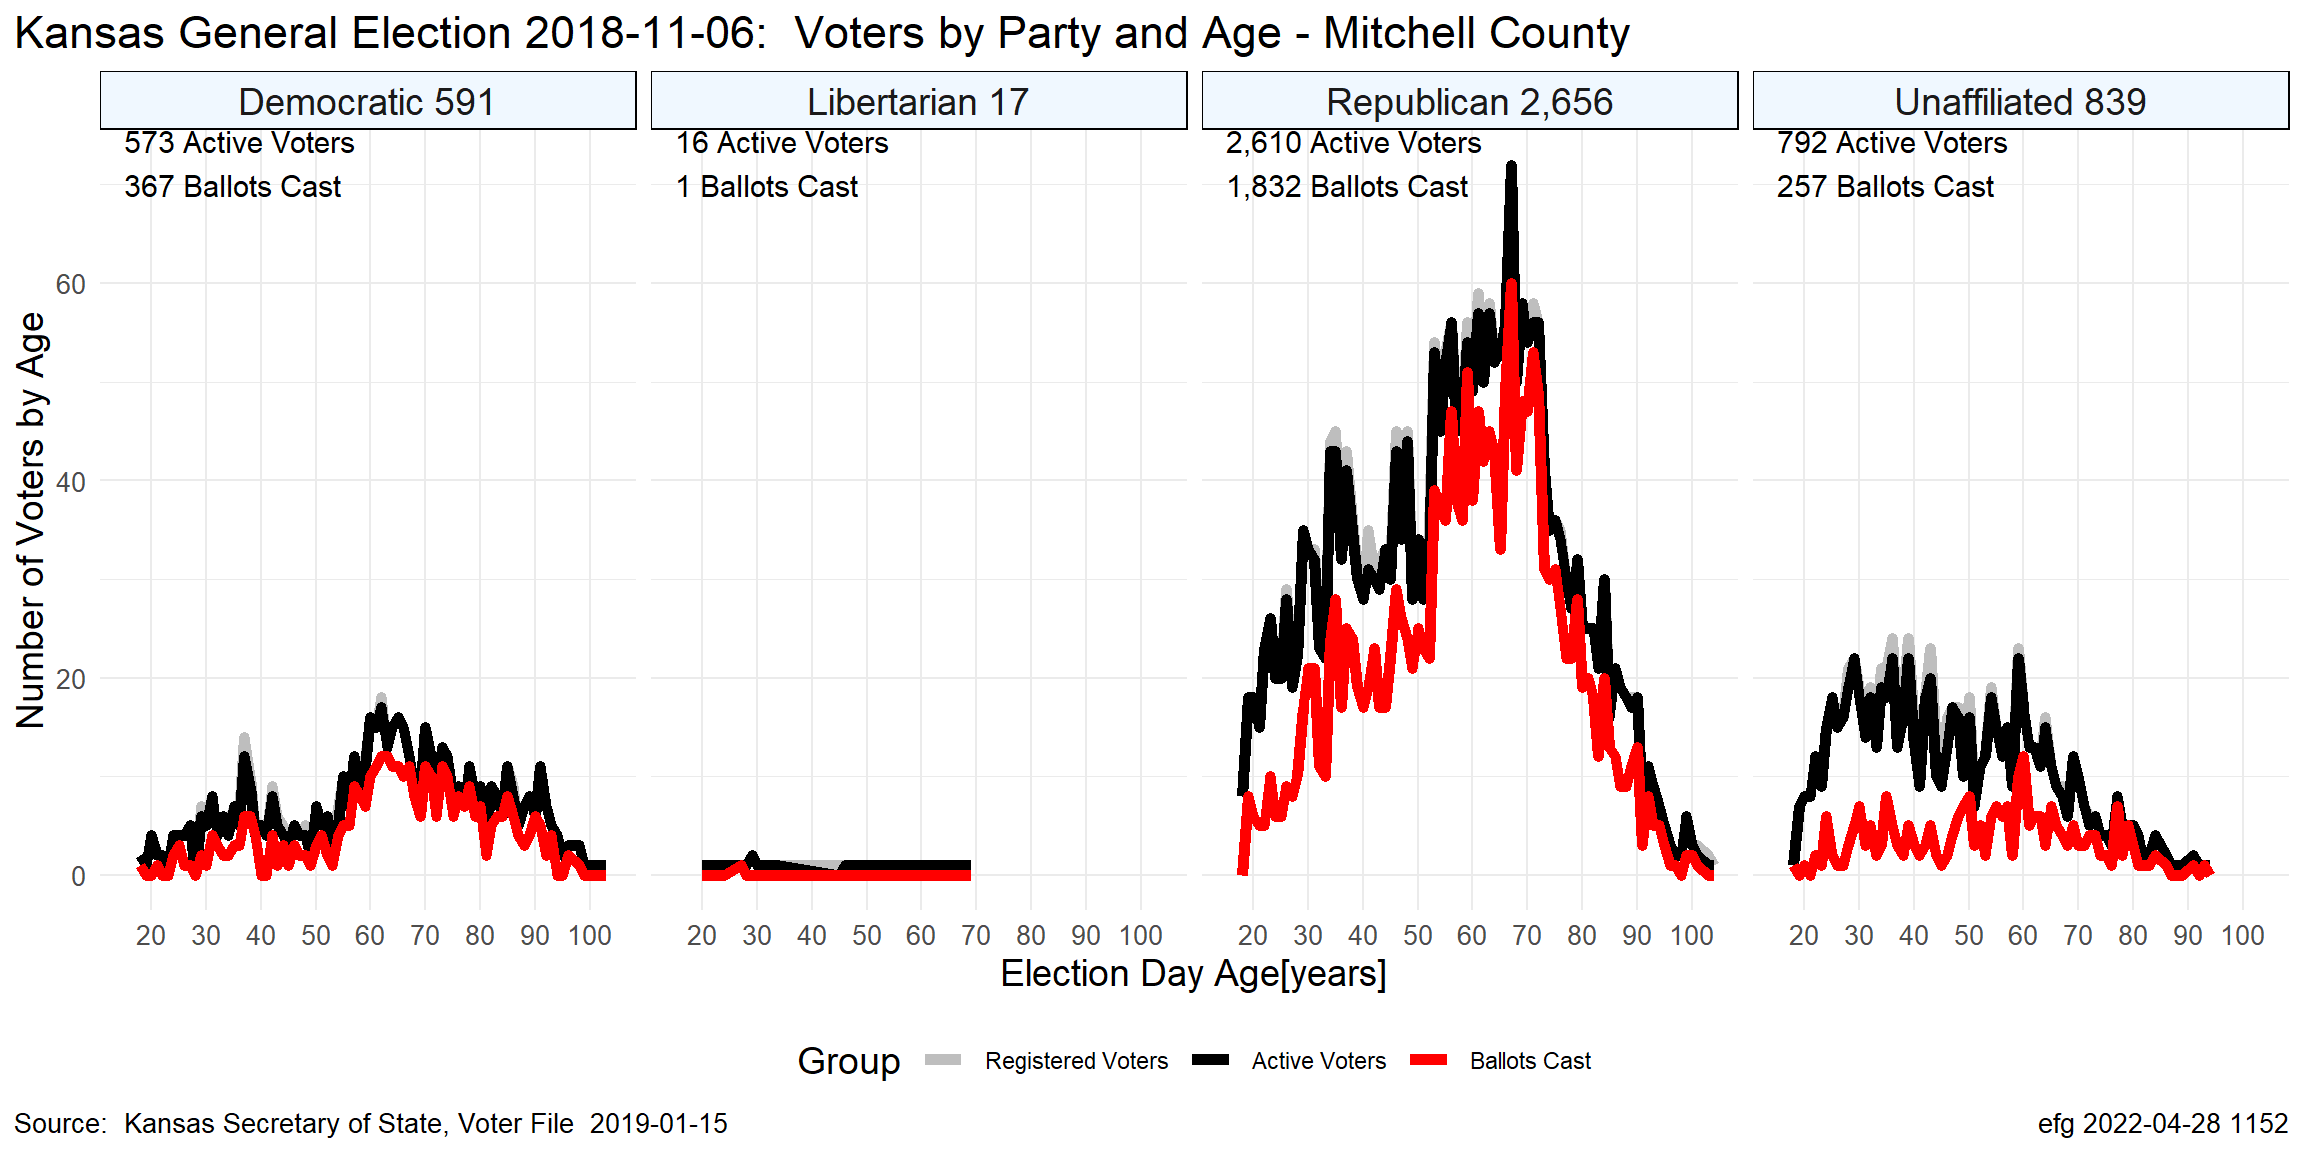 Kansas General Election 2018-11-06:  Voters by Party and Age - Mitchell County
Democratic 591
Libertarian 17
Republican 2,656
Unaffiliated 839
573 Active Voters
367 Ballots Cast
16 Active Voters
1 Ballots Cast
2,610 Active Voters
1,832 Ballots Cast
792 Active Voters
257 Ballots Cast
Number of Voters by Age
60
40
20
0
20 30 40 50 60 70 80 90 100
20 30 40 50 60 70 80 90 100
20 30 40 50 60 70 80 90 100
20 30 40 50 60 70 80 90 100
Election Day Age[years]
Group Registered Voters Active Voters Ballots Cast
Source:  Kansas Secretary of State, Voter File  2019-01-15
efg 2022-04-28 1152